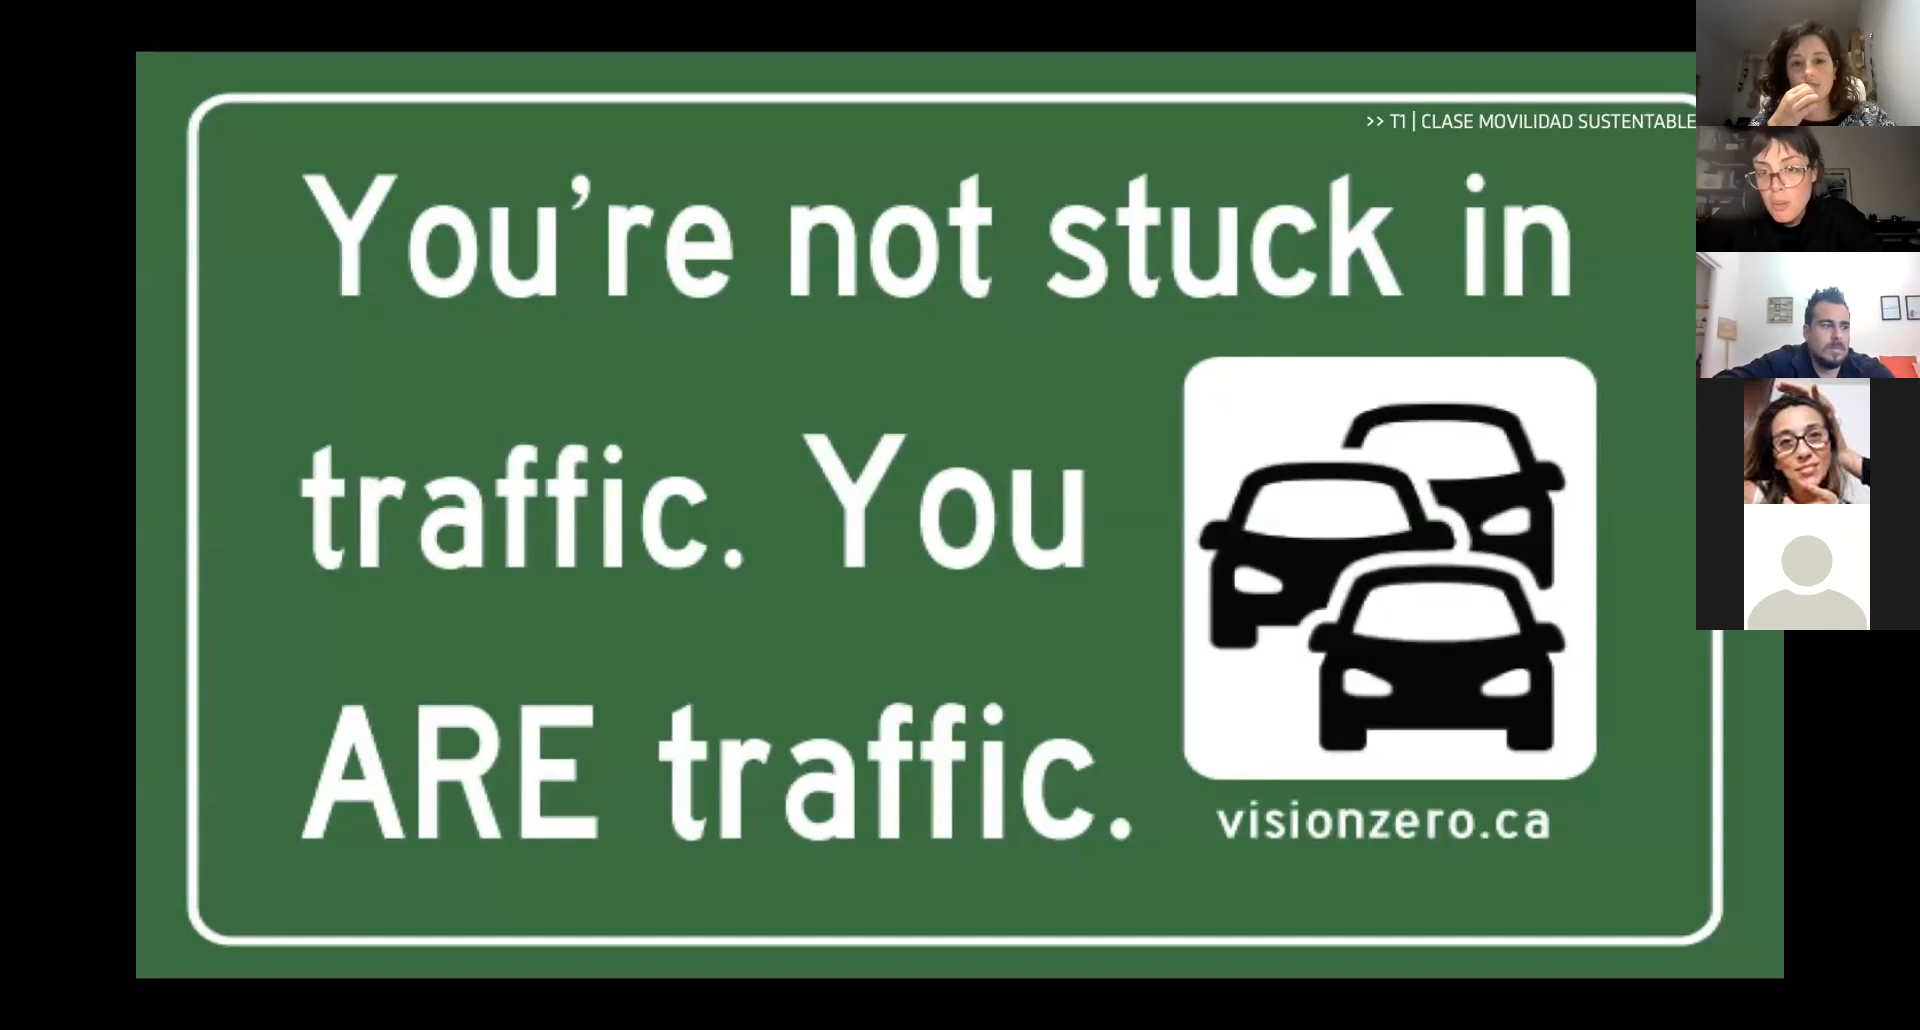 >> T1 | CLASE MOVILIDAD SUSTENTABLE
You’re not stuck in
traffic. You
ARE traffic.
visionzero.ca